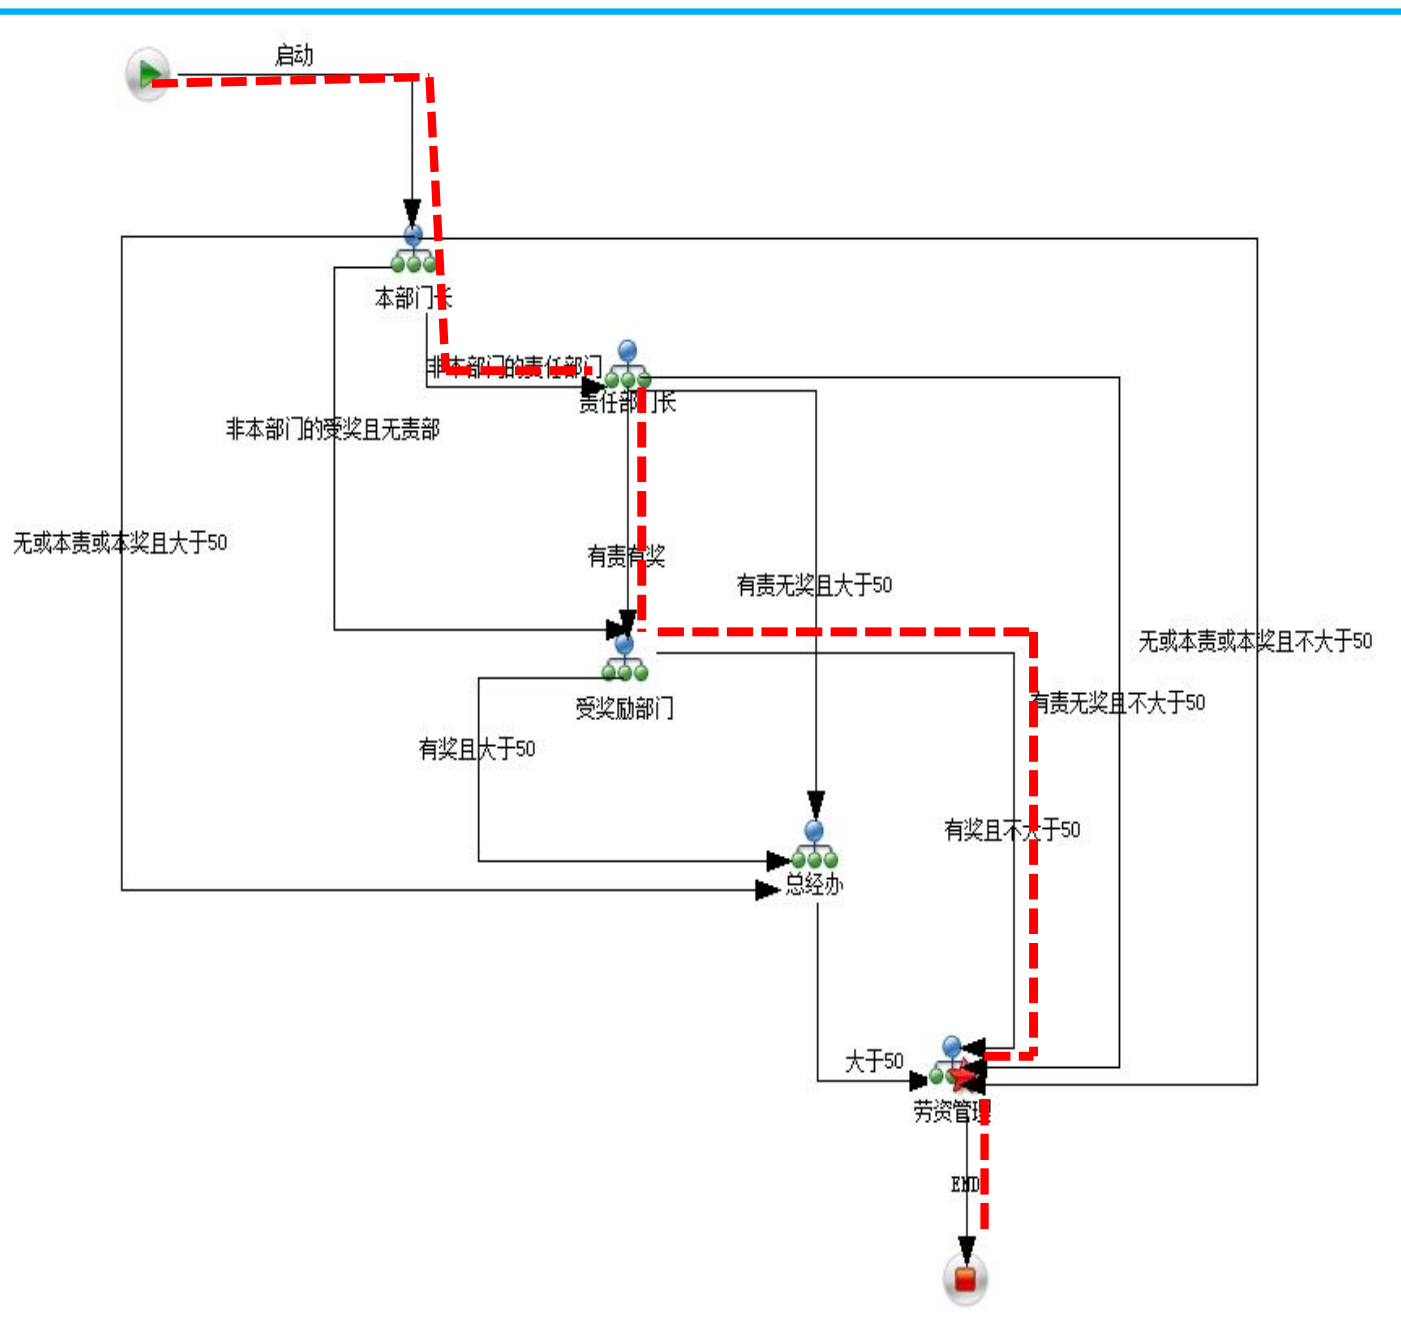 启动
本部门长
非本部门的责任部门
责任部门长
非本部门的受奖且无责部
无或本责或本奖且大于50
有责有奖
有责无奖且大于50
无或本责或本奖且不大于50
有责无奖且不大于50
受奖励部门
有奖且大于50
有奖且不大于50
总经办
大于50
劳资管理
END